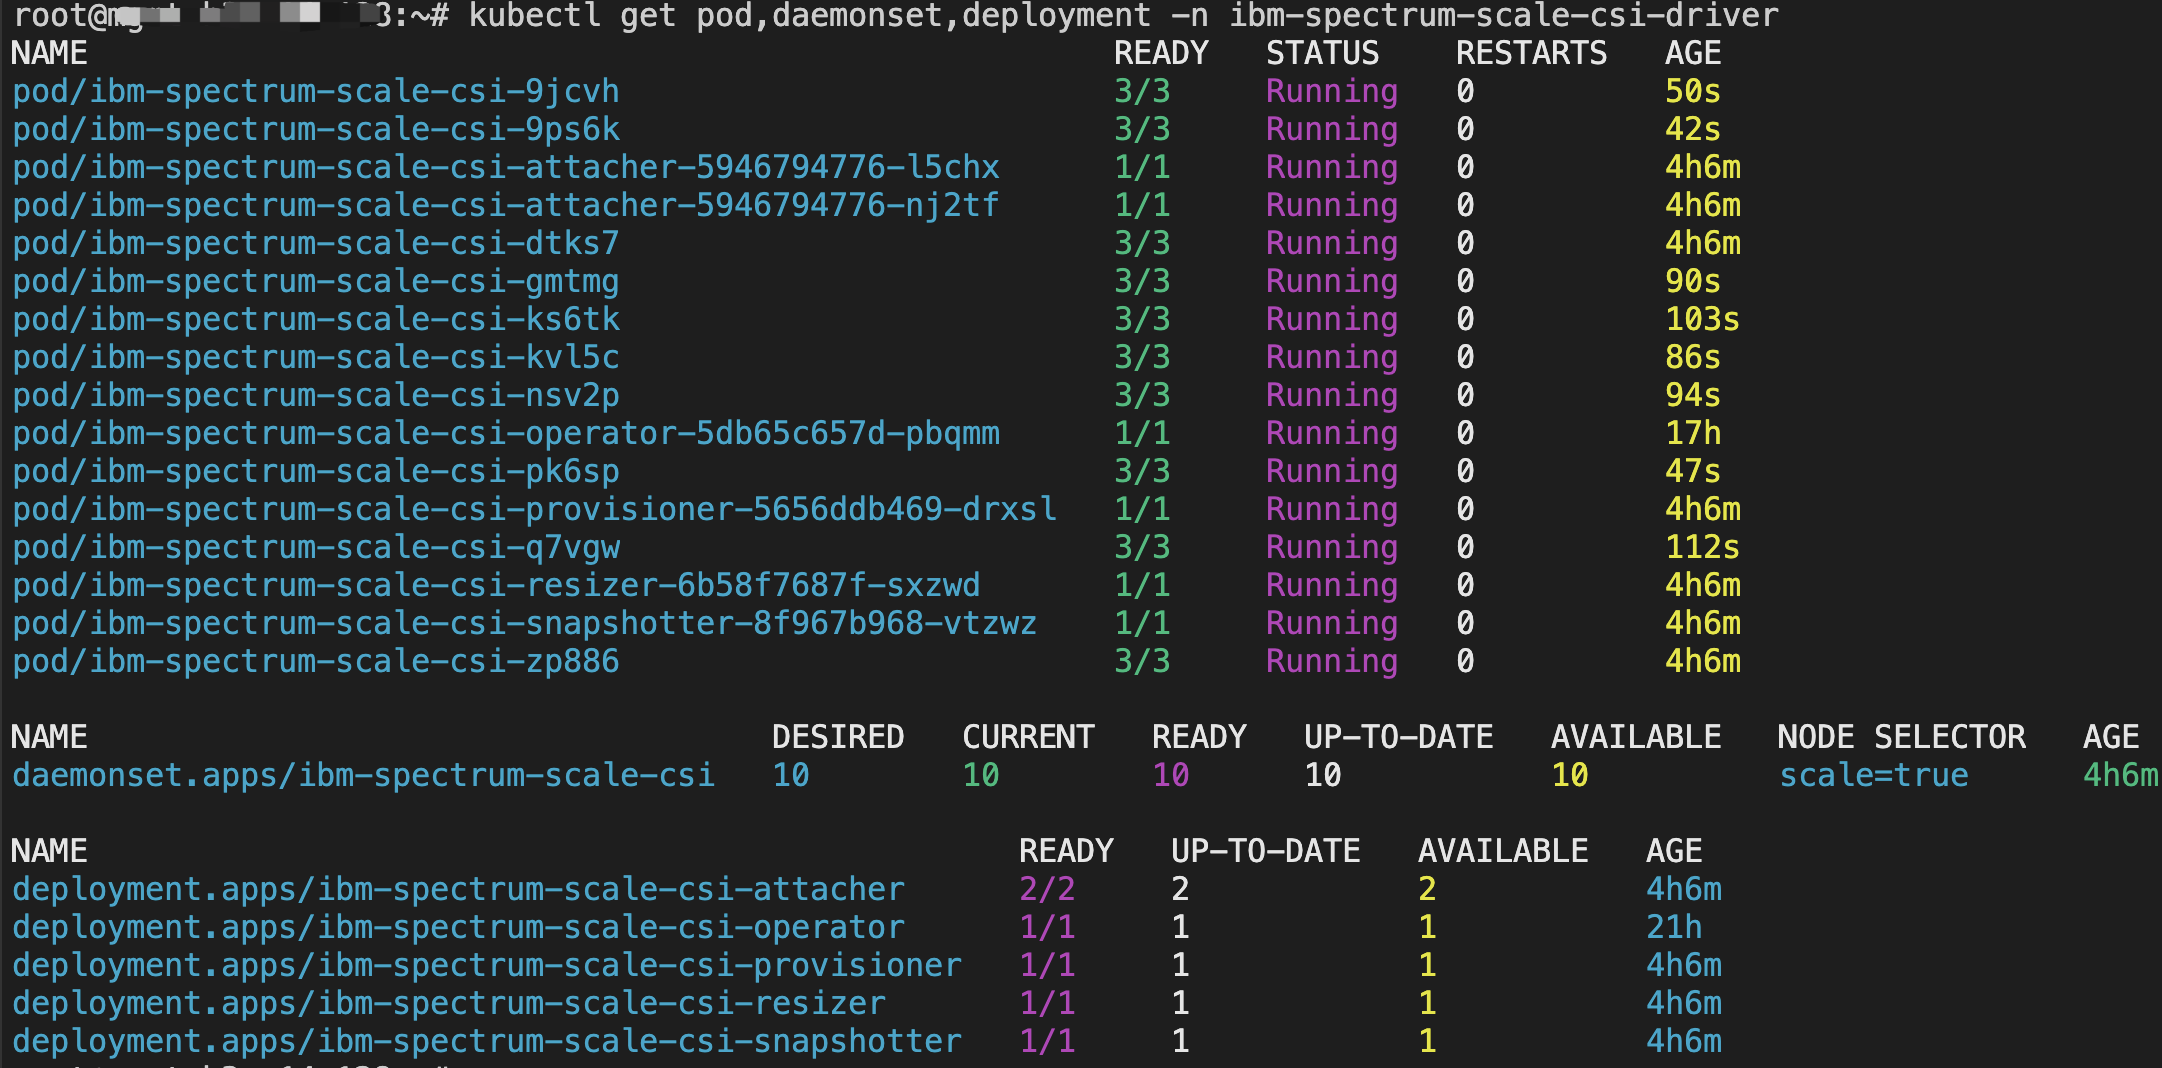 root@ :~# kubectl get pod,daemonset,deployment -n ibm-spectrum-scale-csi-driver
NAME READY STATUS RESTARTS AGE
pod/ibm-spectrum-scale-csi-9jcvh 3/3 Running 0 50s
pod/ibm-spectrum-scale-csi-9ps6k 3/3 Running 0 42s
pod/ibm-spectrum-scale-csi-attacher-5946794776-l5chx 1/1 Running 0 4h6m
pod/ibm-spectrum-scale-csi-attacher-5946794776-nj2tf 1/1 Running 0 4h6m
pod/ibm-spectrum-scale-csi-dtks7 3/3 Running 0 4h6m
pod/ibm-spectrum-scale-csi-gmtmg 3/3 Running 0 90s
pod/ibm-spectrum-scale-csi-ks6tk 3/3 Running 0 103s
pod/ibm-spectrum-scale-csi-kvl5c 3/3 Running 0 86s
pod/ibm-spectrum-scale-csi-nsv2p 3/3 Running 0 94s
pod/ibm-spectrum-scale-csi-operator-5db65c657d-pbqmm 1/1 Running 0 17h
pod/ibm-spectrum-scale-csi-pk6sp 3/3 Running 0 47s
pod/ibm-spectrum-scale-csi-provisioner-5656ddb469-drxsl 1/1 Running 0 4h6m
pod/ibm-spectrum-scale-csi-q7vgw 3/3 Running 0 112s
pod/ibm-spectrum-scale-csi-resizer-6b58f7687f-sxzwd 1/1 Running 0 4h6m
pod/ibm-spectrum-scale-csi-snapshotter-8f967b968-vtzwz 1/1 Running 0 4h6m
pod/ibm-spectrum-scale-csi-zp886 3/3 Running 0 4h6m
NAME DESIRED CURRENT READY UP-TO-DATE AVAILABLE NODE SELECTOR AGE
daemonset.apps/ibm-spectrum-scale-csi 10 10 10 10 10 scale=true 4h6m
NAME READY UP-TO-DATE AVAILABLE AGE
deployment.apps/ibm-spectrum-scale-csi-attacher 2/2 2 2 4h6m
deployment.apps/ibm-spectrum-scale-csi-operator 1/1 1 1 21h
deployment.apps/ibm-spectrum-scale-csi-provisioner 1/1 1 1 4h6m
deployment.apps/ibm-spectrum-scale-csi-resizer 1/1 1 1 4h6m
deployment.apps/ibm-spectrum-scale-csi-snapshotter 1/1 1 1 4h6m